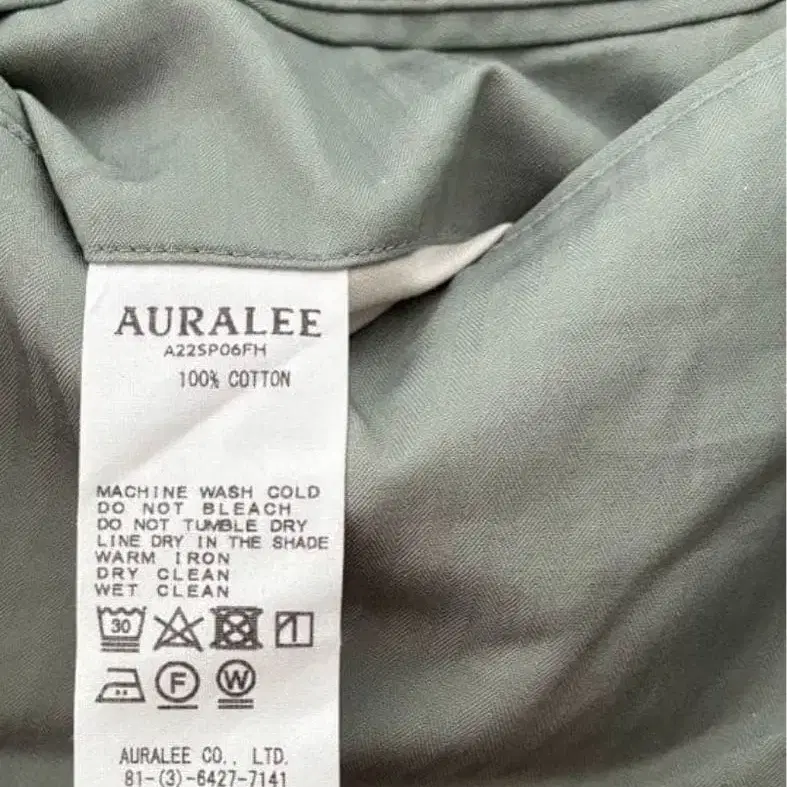 AURALEE
A22SP06FH
100% COTTON
MACHINE WASH COLD
DO NOT BLEACH
DO NOT TUMBLE DRY
LINE DRY IN THE SHADE
WARM IRON
DRY CLEAN
WET CLEAN
30
F W
AURALEE CO., LTD.
81-(3)-6427-7141